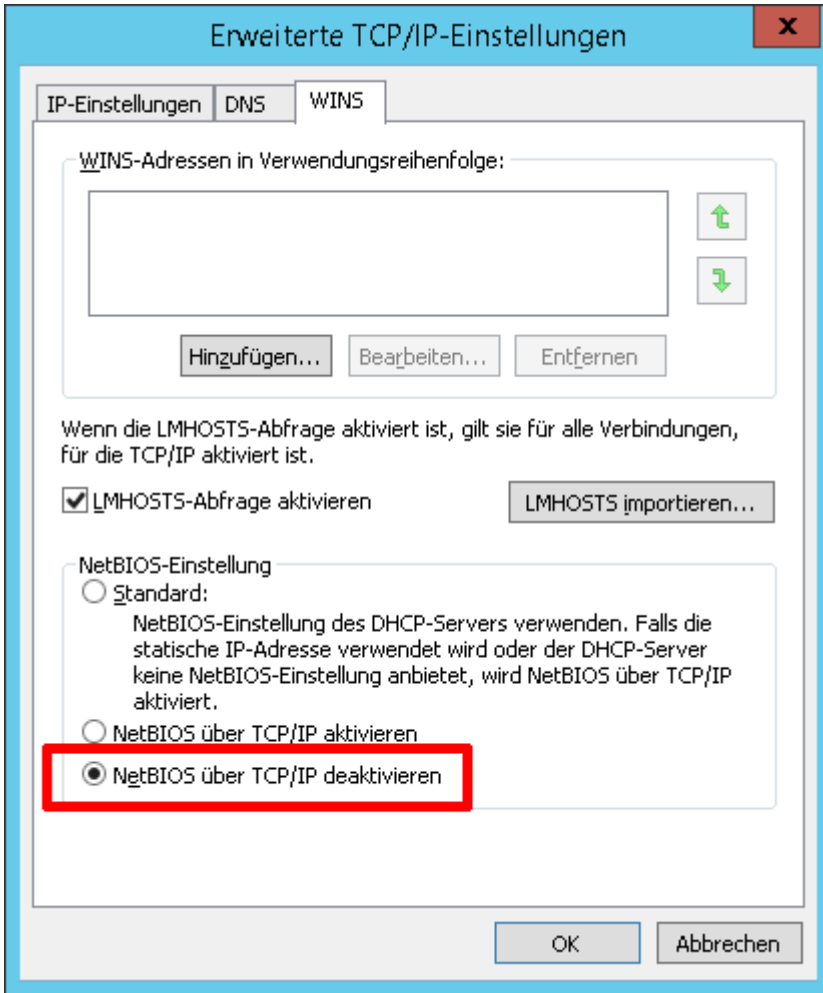 Erweiterte TCP/IP-Einstellungen
x
IP-Einstellungen DNS WINS
WINS-Adressen in Verwendungsreihenfolge:
Hinzufügen... Bearbeiten... Entfernen
Wenn die LMHOSTS-Abfrage aktiviert ist, gilt sie für alle Verbindungen,
für die TCP/IP aktiviert ist.
LMHOSTS-Abfrage aktivieren LMHOSTS importieren...
NetBIOS-Einstellung
Standard:
NetBIOS-Einstellung des DHCP-Servers verwenden. Falls die
statische IP-Adresse verwendet wird oder der DHCP-Server
keine NetBIOS-Einstellung anbietet, wird NetBIOS über TCP/IP
aktiviert.
NetBIOS über TCP/IP aktivieren
NetBIOS über TCP/IP deaktivieren
OK Abbrechen